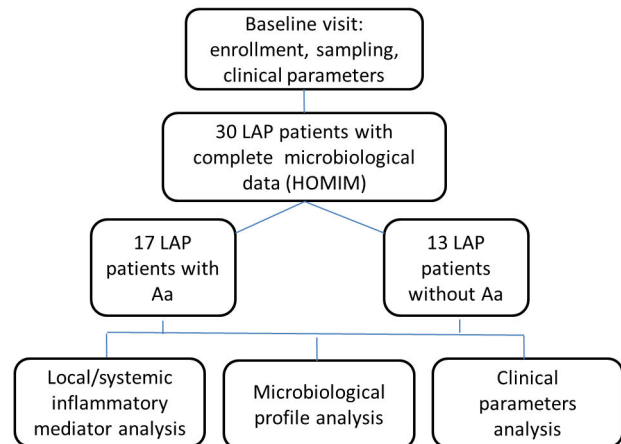 Baseline visit:
enrollment, sampling,
clinical parameters
30 LAP patients with
complete microbiological
data (HOMIM)
17 LAP
patients with
Aa
13 LAP
patients
without Aa
Local/systemic
inflammatory
mediator analysis
Microbiological
profile analysis
Clinical
parameters
analysis